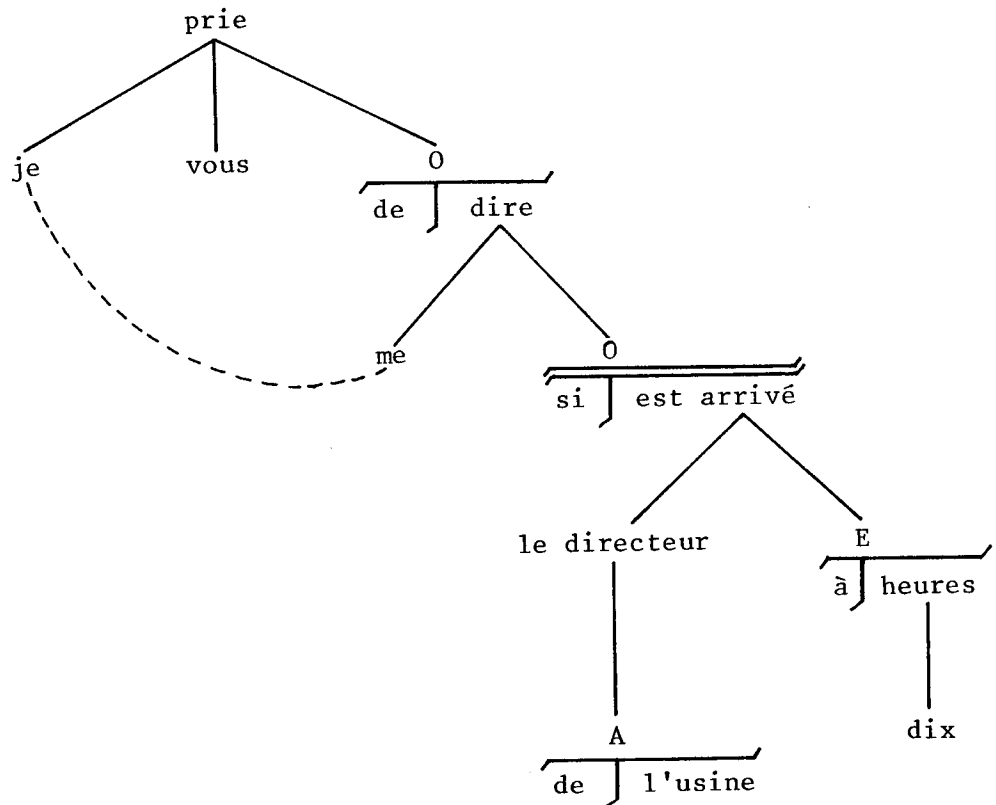 prie
je vous O
de dire
me O
si est arrivé
le directeur E
à heures
dix
A
de l'usine